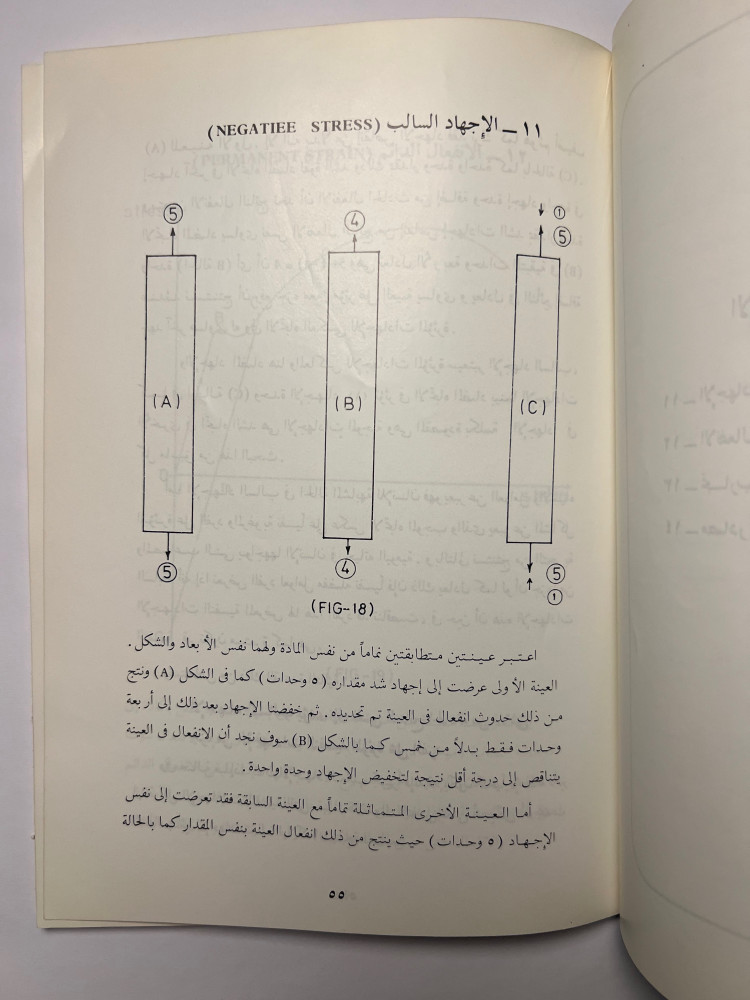 ١١ ــ الإجهاد السالب (NEGATIEE STRESS)
⑤ ④ ① ⑤
(A) (B) (C)
⑤ ④ ⑤ ①
(FIG-18)
اعتبر عينتين متطابقتين تماماً من نفس المادة ولهما نفس الأبعاد والشكل .
العينة الأولى عرضت إلى إجهاد شد مقداره ( ٥ وحدات ) كما فى الشكل (A) ونتج
من ذلك حدوث انفعال فى العينة تم تحديده . ثم خفضنا الإجهاد بعد ذلك إلى أربعة
وحدات فقط بدلاً من خمس كما بالشكل (B) سوف نجد أن الانفعال فى العينة
يتناقص إلى درجة أقل نتيجة لتخفيض الإجهاد وحدة واحدة .
أما العينة الأخرى المتماثلة تماماً مع العينة السابقة فقد تعرضت إلى نفس
الإجهاد ( ٥ وحدات ) حيث ينتج من ذلك انفعال العينة بنفس المقدار كما بالحالة
٥٥